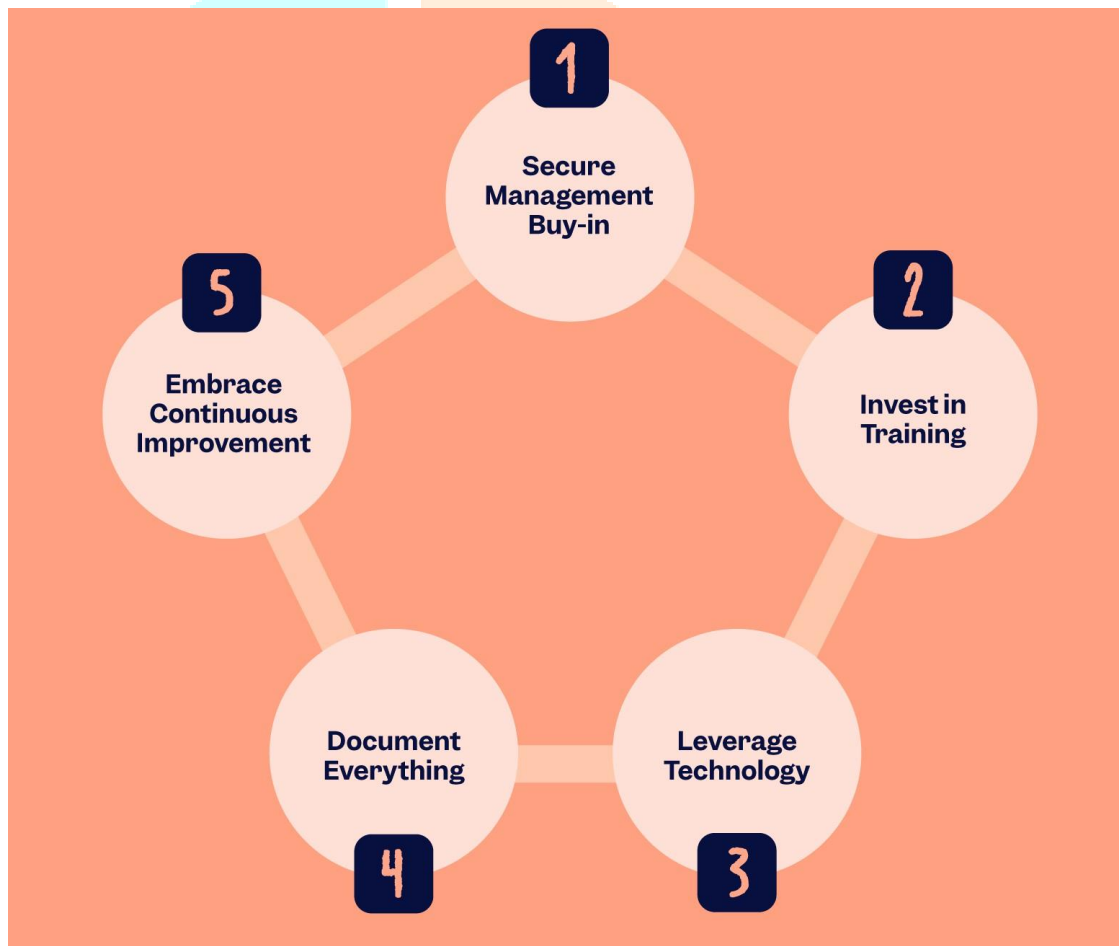 1
Secure
Management
Buy-in
2
Invest in
Training
3
Leverage
Technology
4
Document
Everything
5
Embrace
Continuous
Improvement